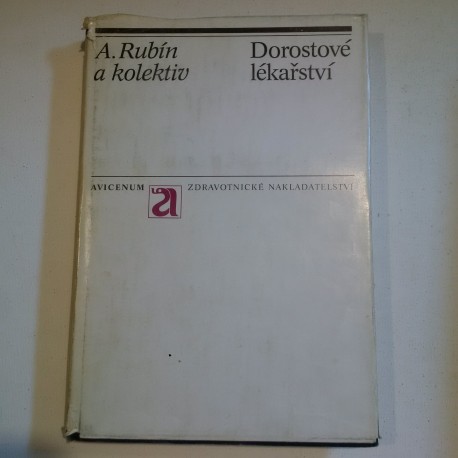 A. Rubín
a kolektiv
Dorostové
lékařství
AVICENUM a ZDRAVOTNICKÉ NAKLADATELSTVÍ